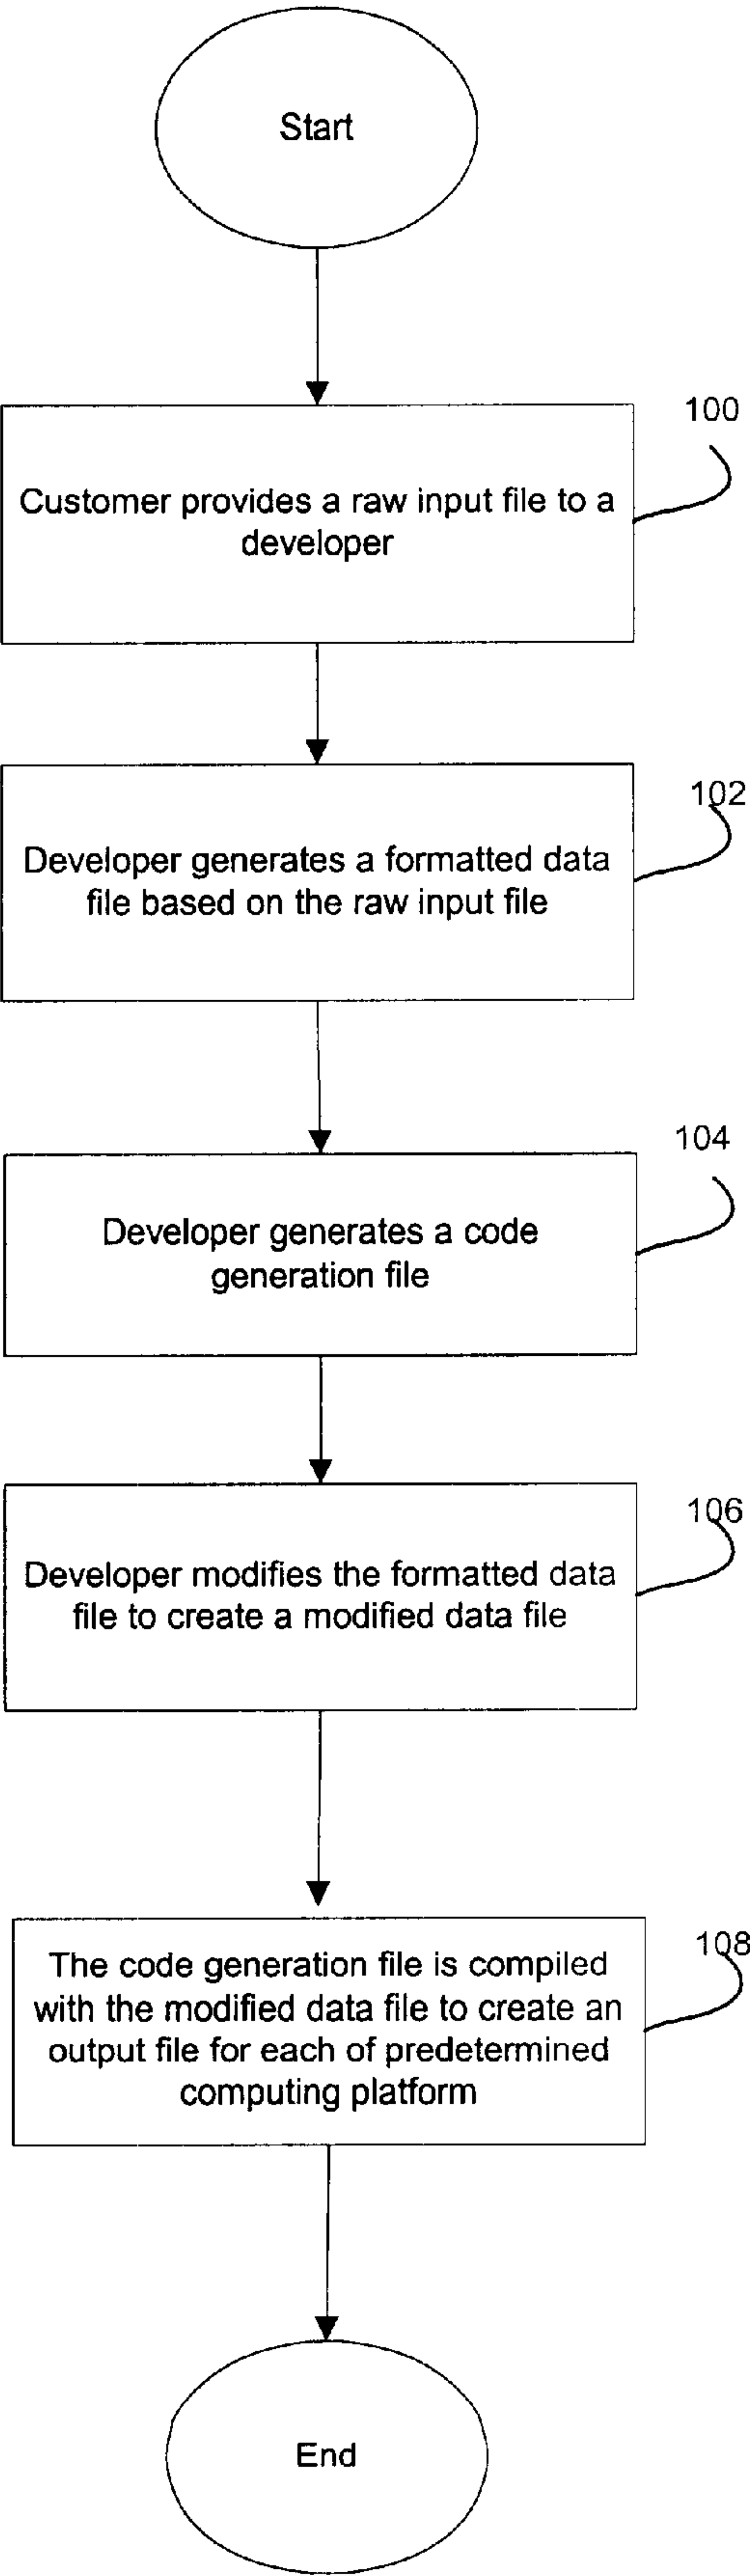 Start
100
Customer provides a raw input file to a
developer
102
Developer generates a formatted data
file based on the raw input file
104
Developer generates a code
generation file
106
Developer modifies the formatted data
file to create a modified data file
108
The code generation file is compiled
with the modified data file to create an
output file for each of predetermined
computing platform
End